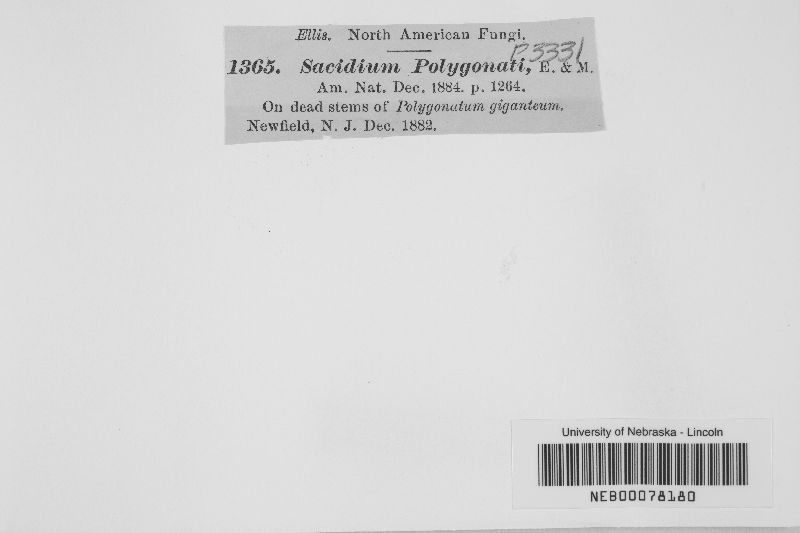 Ellis. North American Fungi.
P3331
1365. Sacidium Polygonati, E. & M.
Am. Nat. Dec. 1884. p. 1264.
On dead stems of Polygonatum giganteum.
Newfield, N. J. Dec. 1882.
University of Nebraska - Lincoln
NEB00078180